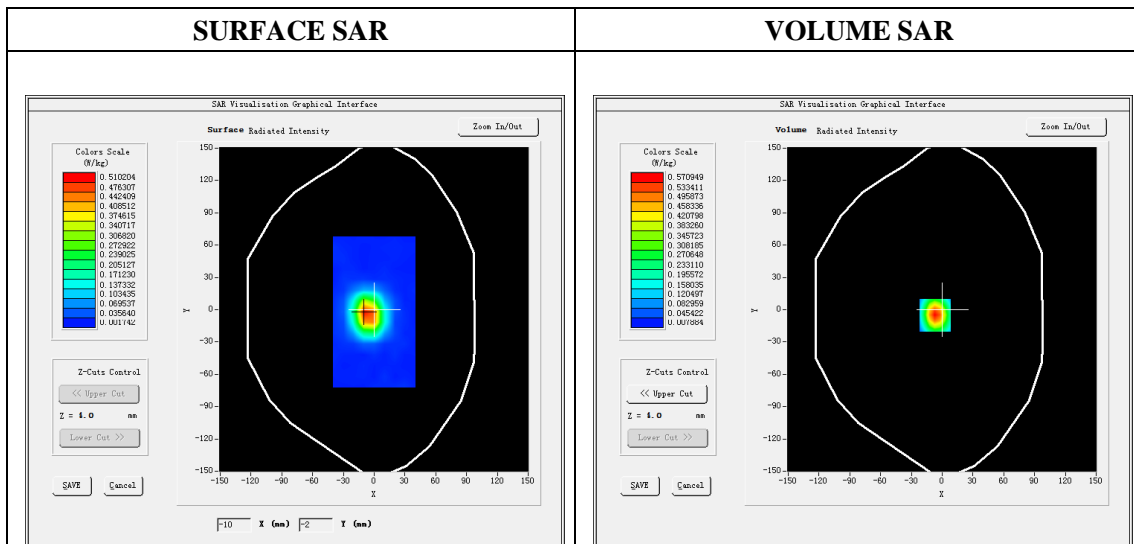 SURFACE SAR
SAR Visualisation Graphical Interface
Surface Radiated Intensity
Zoom In/Out
Colors Scale
(W/kg)
0.510204
0.476307
0.442409
0.408512
0.374615
0.340717
0.306820
0.272922
0.239025
0.205127
0.171230
0.137332
0.103435
0.069537
0.035640
0.001742
150
120
90
60
30
0
-30
-60
-90
-120
-150
Y
-150 -120 -90 -60 -30 0 30 60 90 120 150
X
Z-Cuts Control
<< Upper Cut
Z = 4.0 mm
Lower Cut >>
SAVE Cancel
-10 X (mm) -2 Y (mm)
VOLUME SAR
SAR Visualisation Graphical Interface
Volume Radiated Intensity
Zoom In/Out
Colors Scale
(W/kg)
0.570949
0.533411
0.495873
0.458336
0.420798
0.383260
0.345723
0.308185
0.270648
0.233110
0.195572
0.158035
0.120497
0.082959
0.045422
0.007884
150
120
90
60
30
0
-30
-60
-90
-120
-150
Y
-150 -120 -90 -60 -30 0 30 60 90 120 150
X
Z-Cuts Control
<< Upper Cut
Z = 4.0 mm
Lower Cut >>
SAVE Cancel